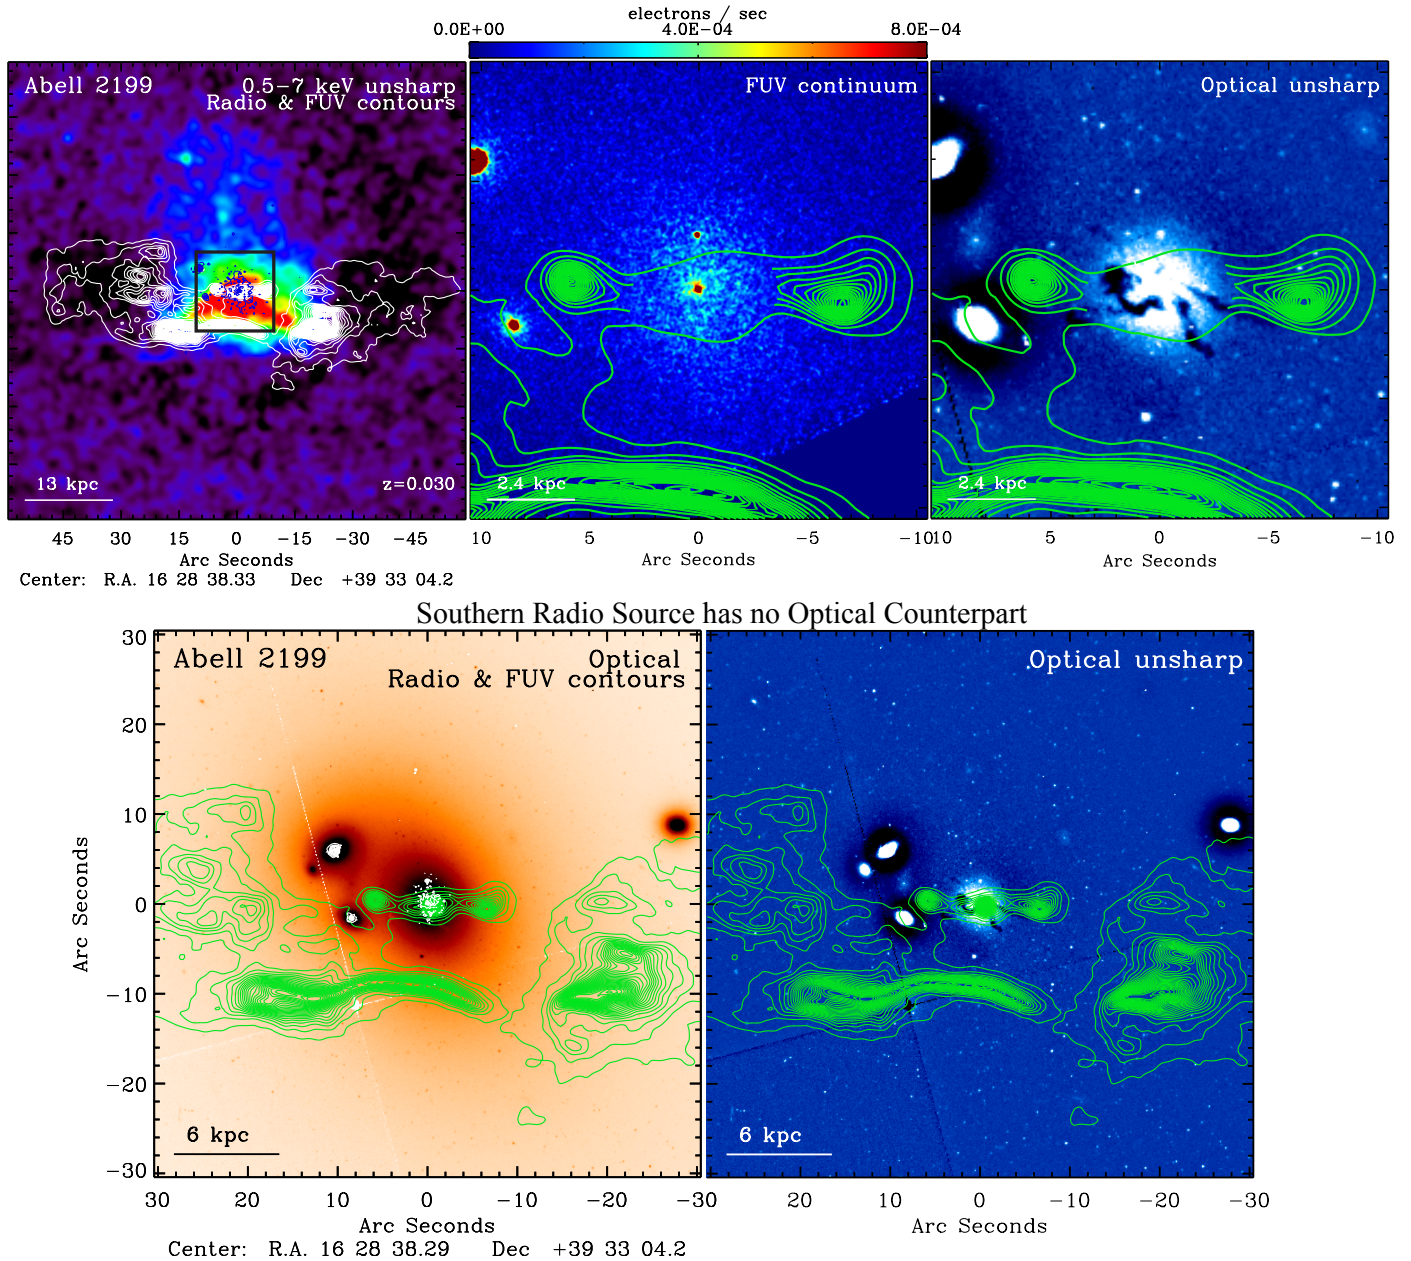 electrons / sec
0.0E+00 4.0E-04 8.0E-04
Abell 2199
0.5-7 keV unsharp
Radio & FUV contours
13 kpc
z=0.030
45 30 15 0 -15 -30 -45
Arc Seconds
Center: R.A. 16 28 38.33 Dec +39 33 04.2
FUV continuum
2.4 kpc
10 5 0 -5 -10
Arc Seconds
Optical unsharp
2.4 kpc
10 5 0 -5 -10
Arc Seconds
Southern Radio Source has no Optical Counterpart
Abell 2199
Optical
Radio & FUV contours
30
20
10
0
-10
-20
-30
Arc Seconds
6 kpc
30 20 10 0 -10 -20 -30
Arc Seconds
Center: R.A. 16 28 38.29 Dec +39 33 04.2
Optical unsharp
6 kpc
20 10 0 -10 -20 -30
Arc Seconds